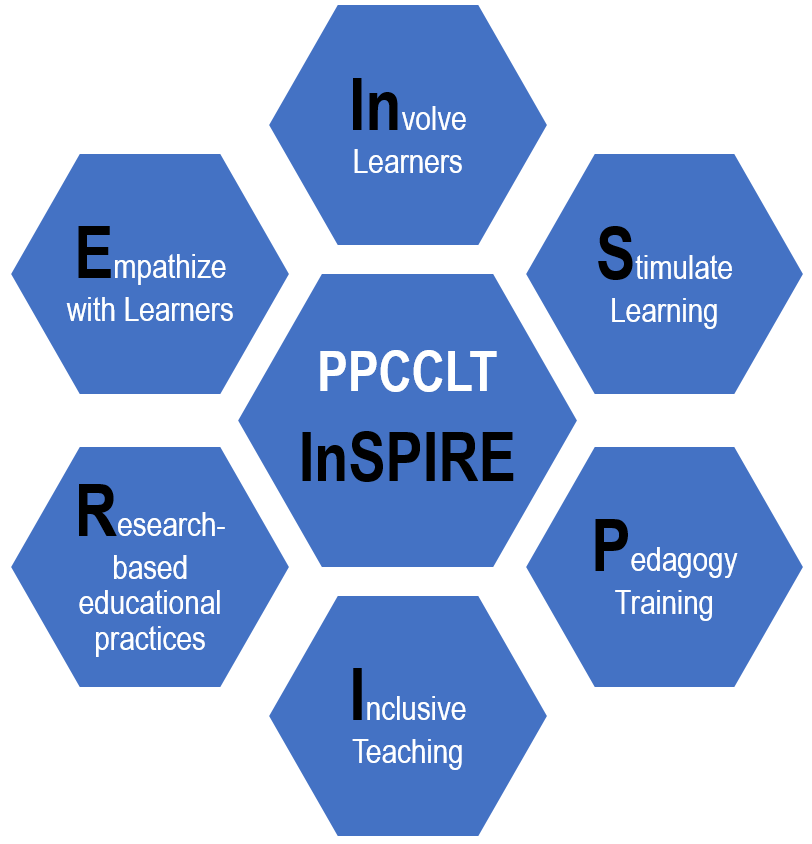 Involve
Learners
Stimulate
Learning
Pedagogy
Training
Inclusive
Teaching
Research-
based
educational
practices
Empathize
with Learners
PPCCLT
InSPIRE